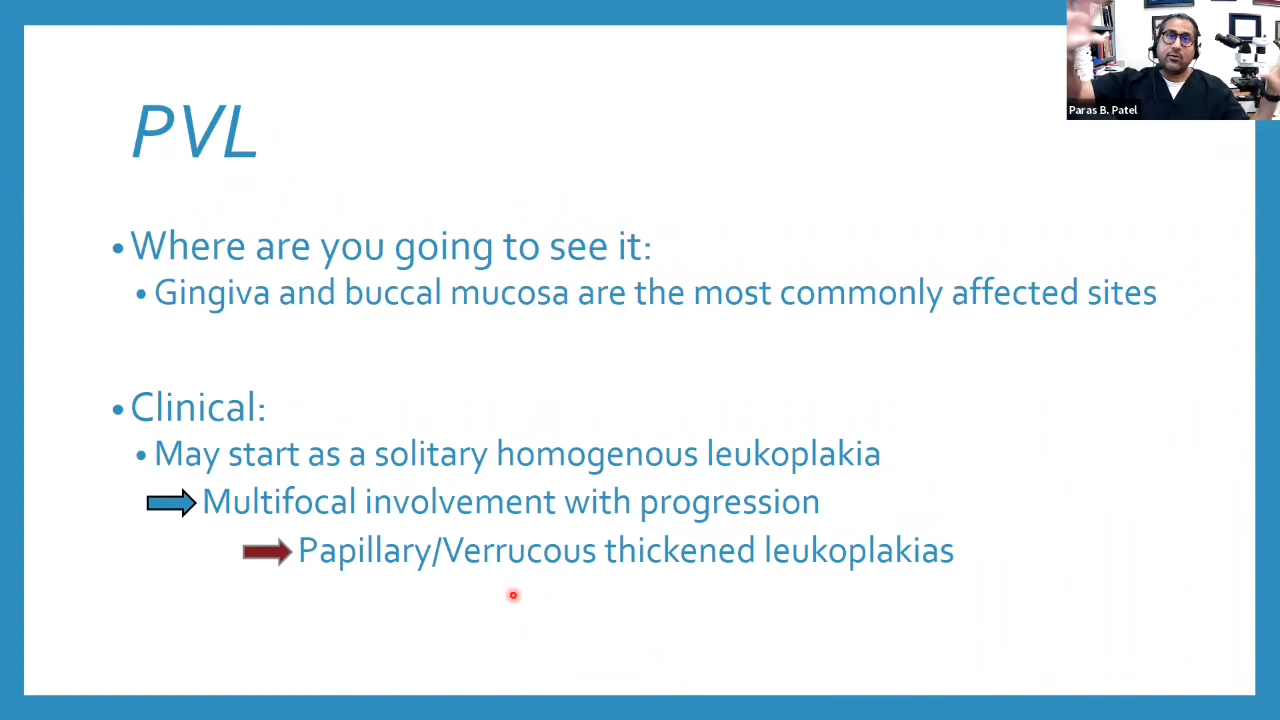 Paras B. Patel
PVL
• Where are you going to see it:
• Gingiva and buccal mucosa are the most commonly affected sites
• Clinical:
• May start as a solitary homogenous leukoplakia
Multifocal involvement with progression
Papillary/Verrucous thickened leukoplakias